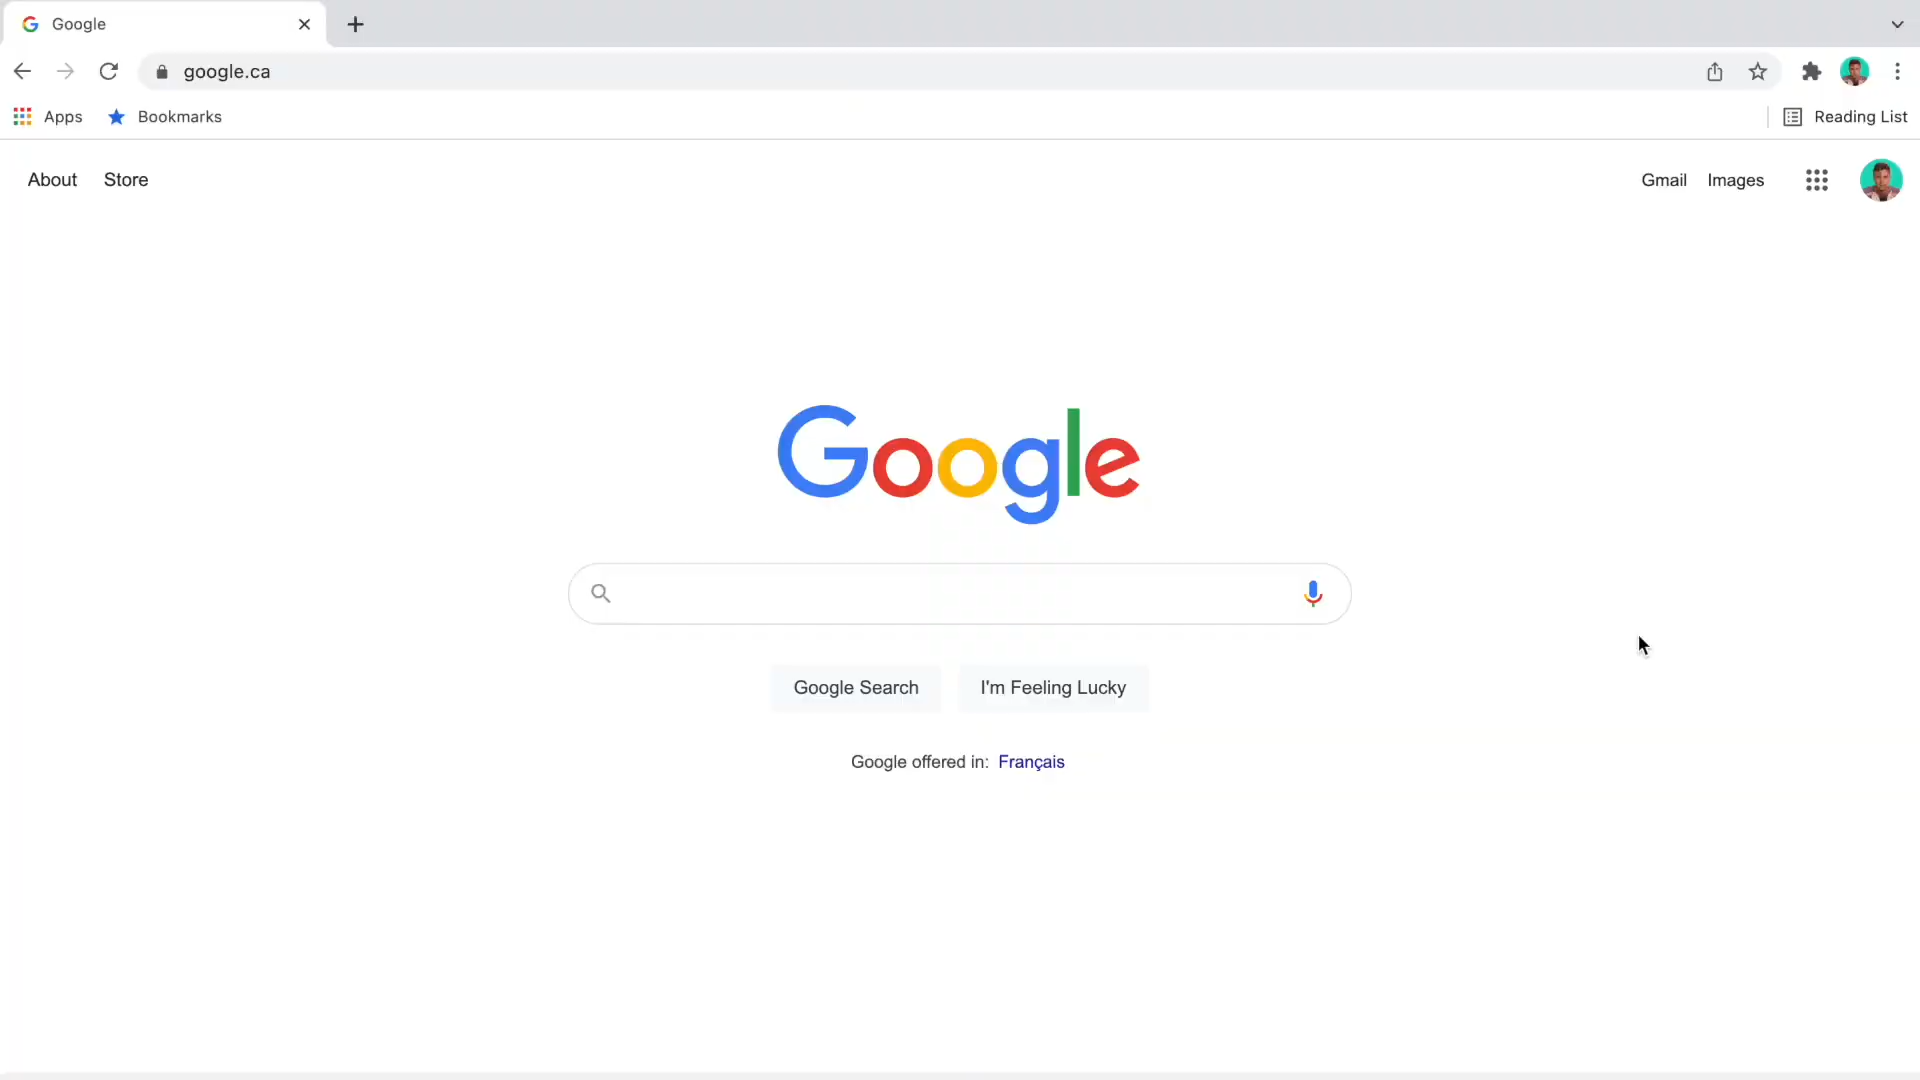 Google
google.ca
Apps Bookmarks Reading List
About Store Gmail Images
Google
Google Search I'm Feeling Lucky
Google offered in: Français